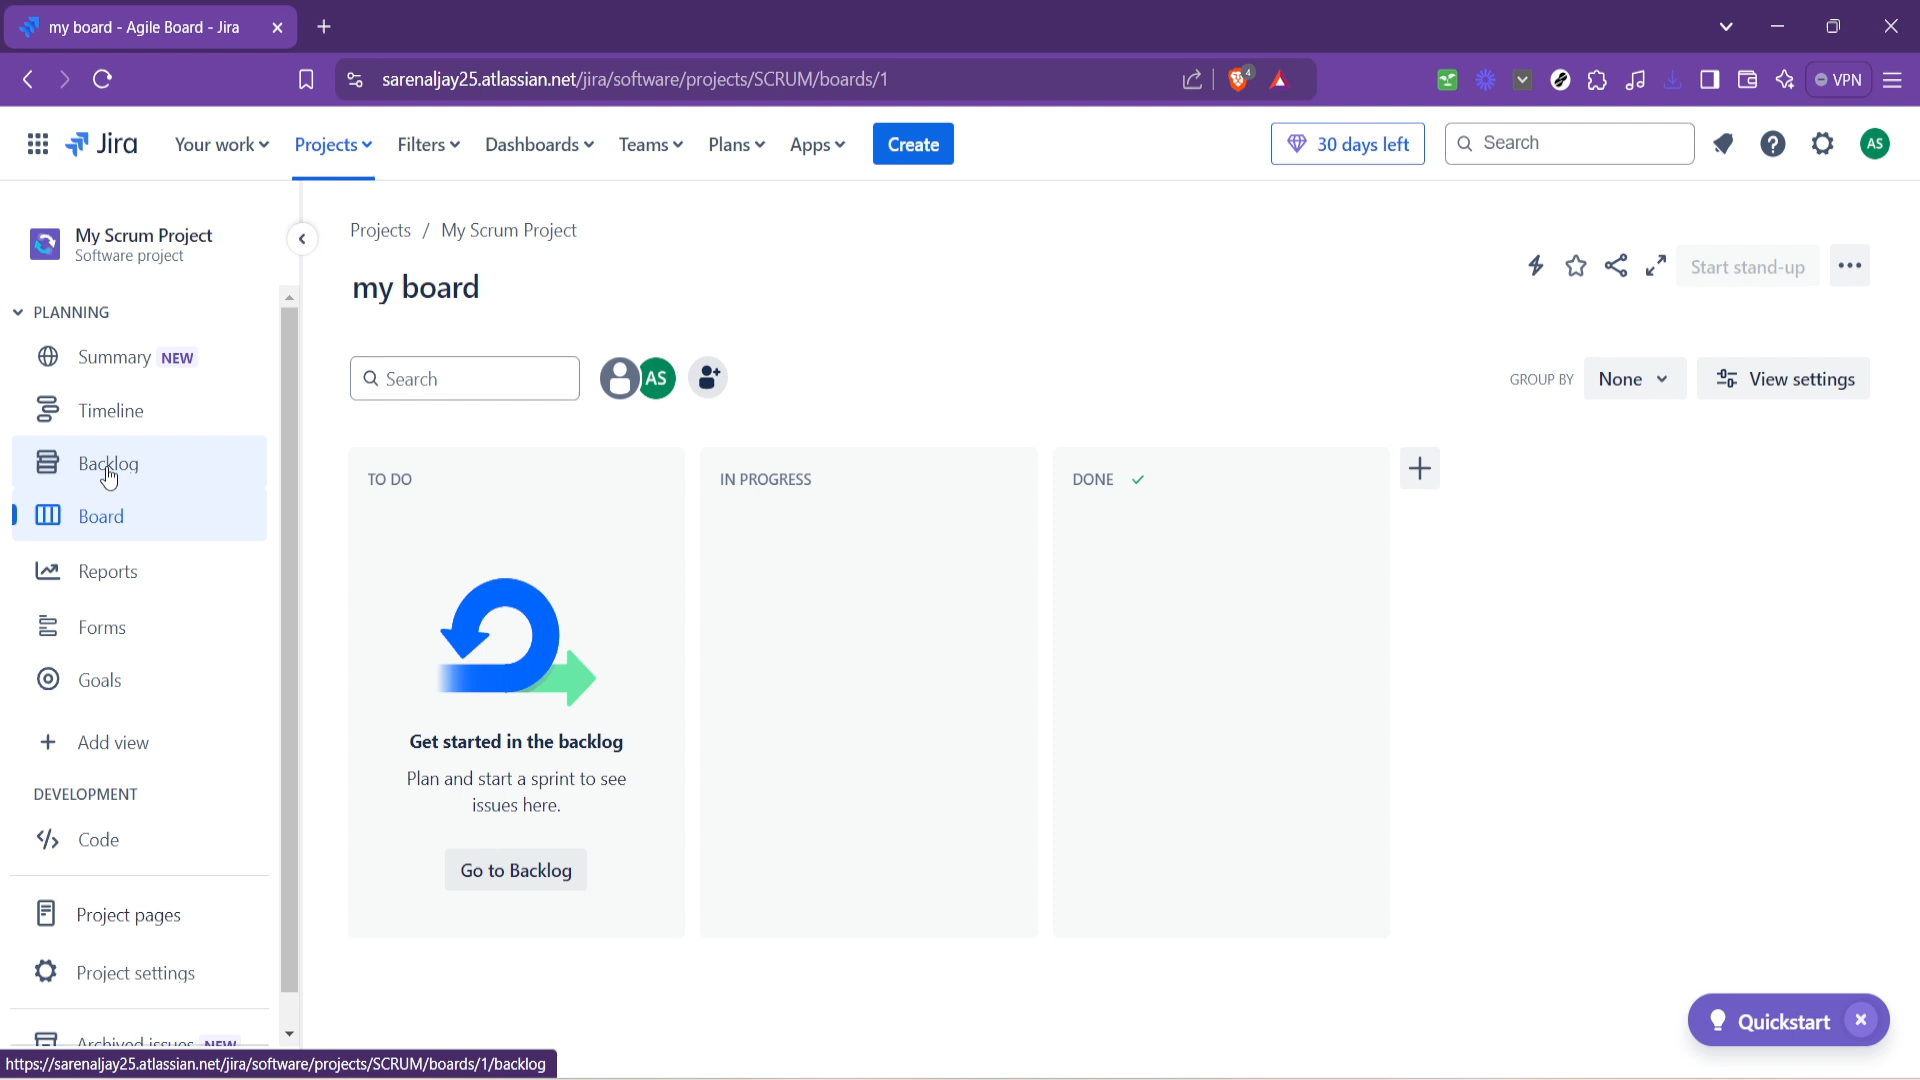 my board - Agile Board - Jira
sarenaljay25.atlassian.net/jira/software/projects/SCRUM/boards/1
4
VPN
Jira
Your work
Projects
Filters
Dashboards
Teams
Plans
Apps
Create
30 days left
Search
AS
My Scrum Project
Software project
Projects / My Scrum Project
my board
Start stand-up
PLANNING
Summary NEW
Timeline
Backlog
Board
Reports
Forms
Goals
Add view
DEVELOPMENT
Code
Project pages
Project settings
Archived issues NEW
Search
AS
GROUP BY
None
View settings
TO DO
IN PROGRESS
DONE
Get started in the backlog
Plan and start a sprint to see
issues here.
Go to Backlog
Quickstart
https://sarenaljay25.atlassian.net/jira/software/projects/SCRUM/boards/1/backlog